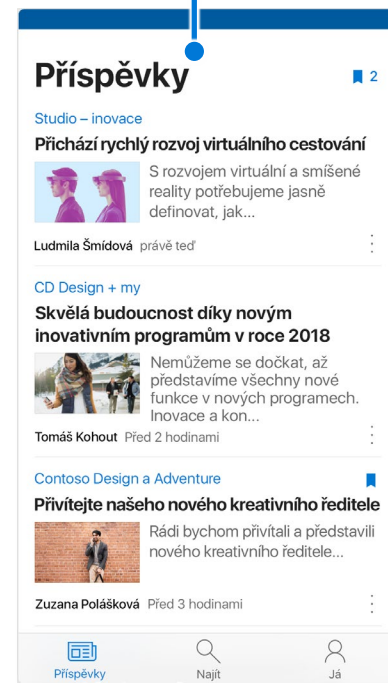 Příspěvky
2
Studio – inovace
Přichází rychlý rozvoj virtuálního cestování
S rozvojem virtuální a smíšené
reality potřebujeme jasně
definovat, jak...
Ludmila Šmídová právě teď
CD Design + my
Skvělá budoucnost díky novým
inovativním programům v roce 2018
Nemůžeme se dočkat, až
představíme všechny nové
funkce v nových programech.
Inovace a kon...
Tomáš Kohout Před 2 hodinami
Contoso Design a Adventure
Přivítejte našeho nového kreativního ředitele
Rádi bychom přivítali a představili
nového kreativního ředitele...
Zuzana Polášková Před 3 hodinami
Příspěvky
Najít
Já